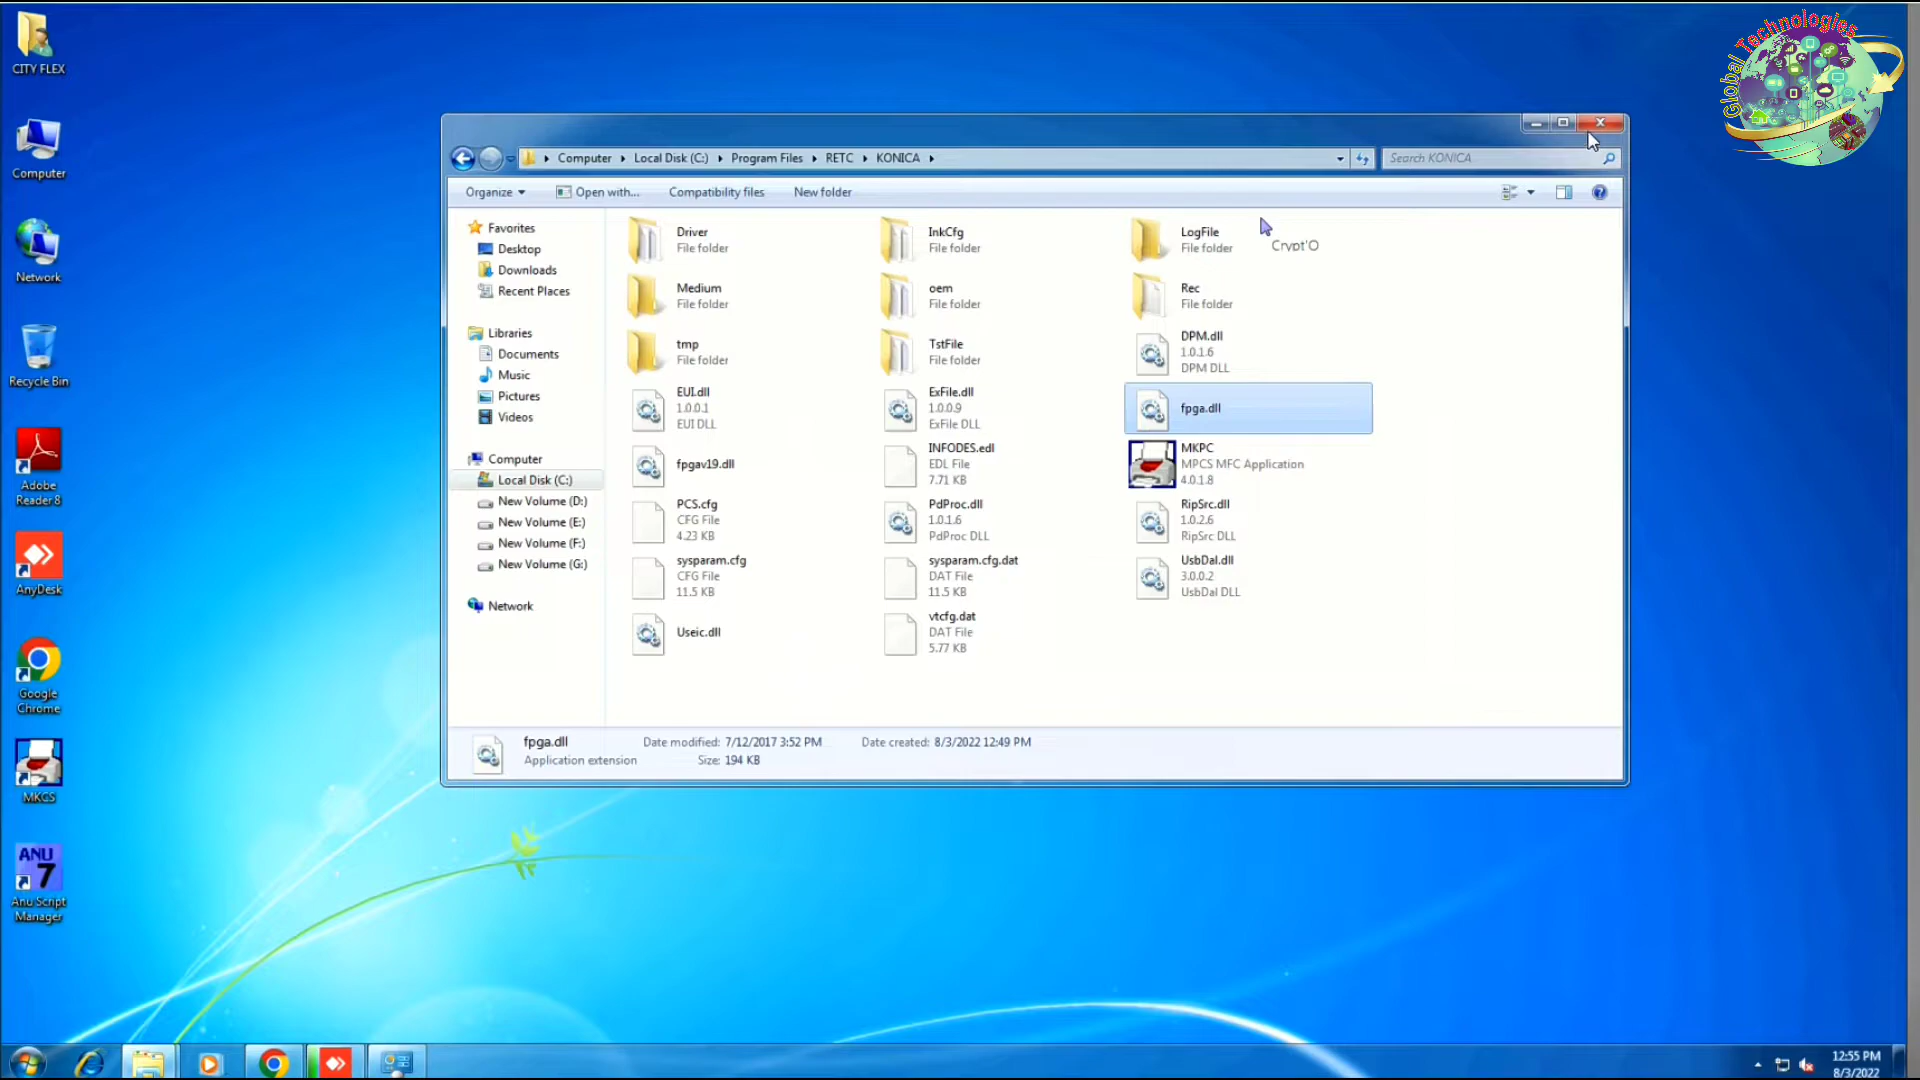 CITY FLEX
Computer
Network
Recycle Bin
Adobe
Reader 8
AnyDesk
Google
Chrome
MKCS
ANU
7
Anu Script
Manager
Global Technologies
Computer Local Disk (C:) Program Files RETC KONICA
Search KONICA
Organize Open with... Compatibility files New folder
Favorites
Desktop
Downloads
Recent Places
Libraries
Documents
Music
Pictures
Videos
Computer
Local Disk (C:)
New Volume (D:)
New Volume (E:)
New Volume (F:)
New Volume (G:)
Network
Driver
File folder
InkCfg
File folder
LogFile
File folder
Crypt'O
Medium
File folder
oem
File folder
Rec
File folder
tmp
File folder
TstFile
File folder
DPM.dll
1.0.1.6
DPM DLL
EUI.dll
1.0.0.1
EUI DLL
ExFile.dll
1.0.0.9
ExFile DLL
fpga.dll
fpgav19.dll
INFODES.edl
EDL File
7.71 KB
MKPC
MPCS MFC Application
4.0.1.8
PCS.cfg
CFG File
4.23 KB
PdProc.dll
1.0.1.6
PdProc DLL
RipSrc.dll
1.0.2.6
RipSrc DLL
sysparam.cfg
CFG File
11.5 KB
sysparam.cfg.dat
DAT File
11.5 KB
UsbDal.dll
3.0.0.2
UsbDal DLL
Useic.dll
vtcfg.dat
DAT File
5.77 KB
fpga.dll Date modified: 7/12/2017 3:52 PM Date created: 8/3/2022 12:49 PM
Application extension Size: 194 KB
12:55 PM
8/3/2022